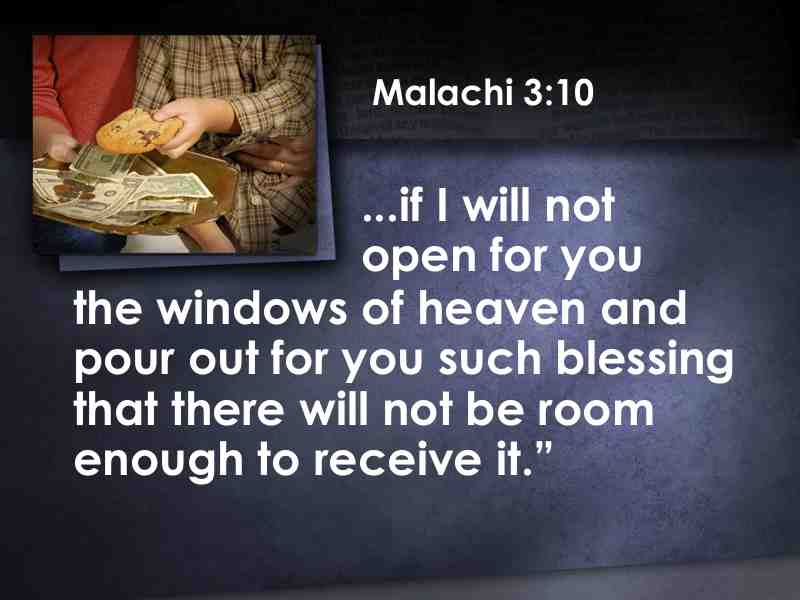 Malachi 3:10
...if I will not
open for you
the windows of heaven and
pour out for you such blessing
that there will not be room
enough to receive it.”